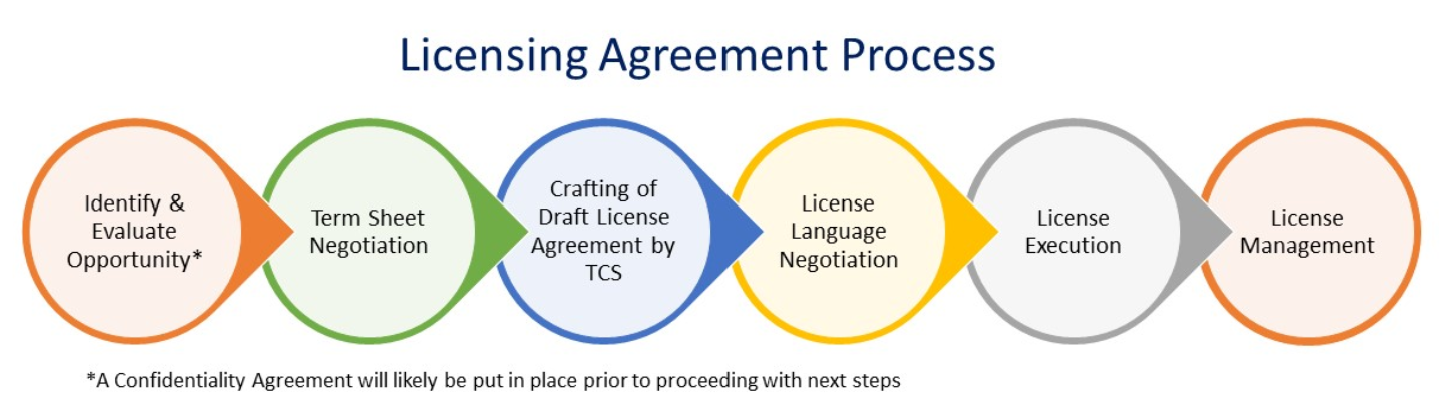 Licensing Agreement Process
Identify &
Evaluate
Opportunity*
Term Sheet
Negotiation
Crafting of
Draft License
Agreement by
TCS
License
Language
Negotiation
License
Execution
License
Management
*A Confidentiality Agreement will likely be put in place prior to proceeding with next steps